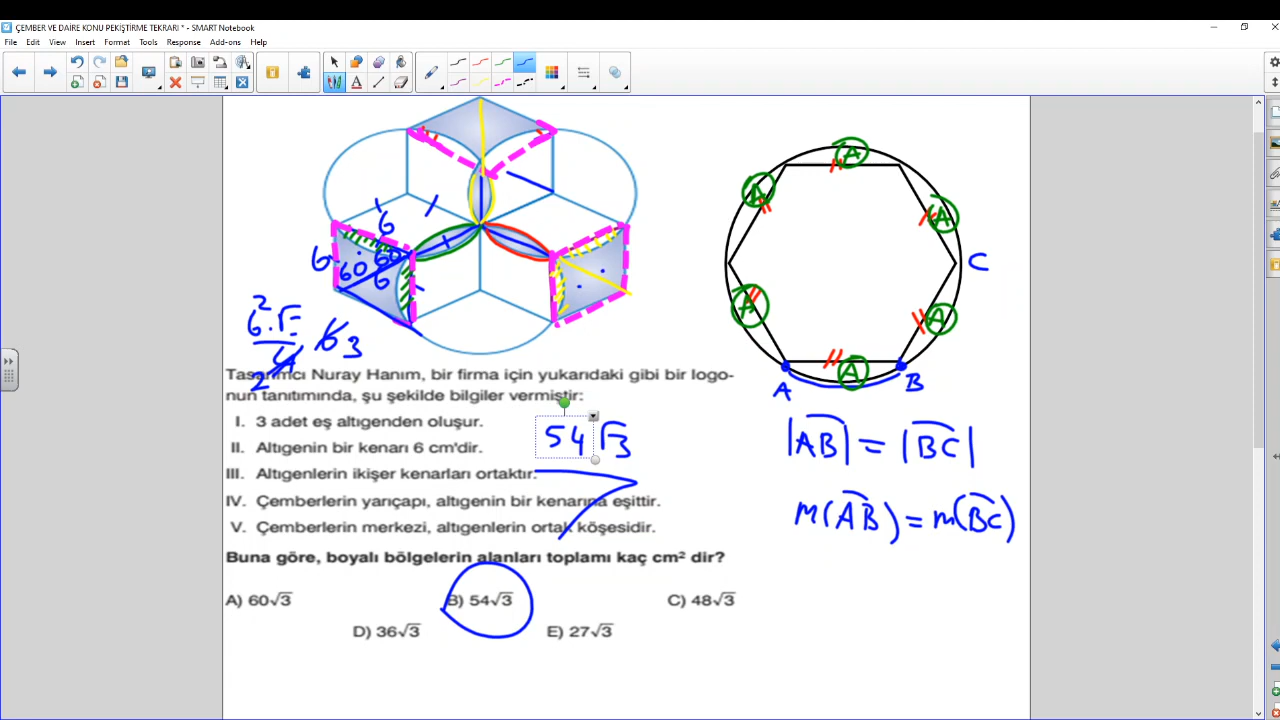 ÇEMBER VE DAİRE KONU PEKİŞTİRME TEKRARI * - SMART Notebook
File Edit View Insert Format Tools Response Add-ons Help
A
A
A
6
C
6
60
60
6
A
A
A
6².√
4
6 3
2
A
B
Tasarımcı Nuray Hanım, bir firma için yukarıdaki gibi bir logo-
nun tanıtımında, şu şekilde bilgiler vermiştir:
I. 3 adet eş altıgenden oluşur.
II. Altıgenin bir kenarı 6 cm'dir.
54√3
III. Altıgenlerin ikişer kenarları ortaktır.
IV. Çemberlerin yarıçapı, altıgenin bir kenarına eşittir.
V. Çemberlerin merkezi, altıgenlerin ortak köşesidir.
|AB| = |BC|
m(AB) = m(BC)
Buna göre, boyalı bölgelerin alanları toplamı kaç cm² dir?
A) 60√3 B) 54√3 C) 48√3
D) 36√3 E) 27√3